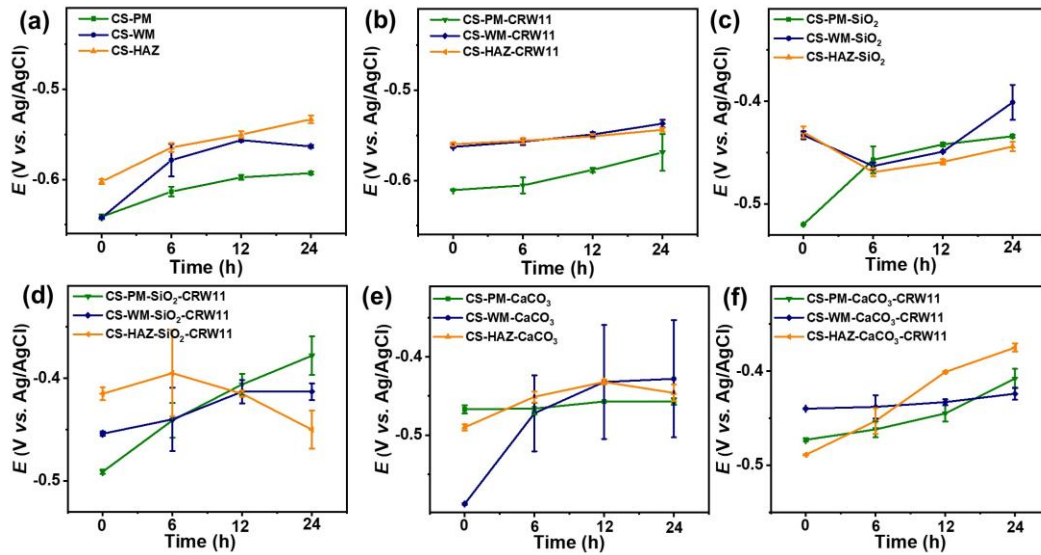 (a)
CS-PM
CS-WM
CS-HAZ
E (V vs. Ag/AgCl)
-0.5
-0.6
0 6 12 24
Time (h)
(b)
CS-PM-CRW11
CS-WM-CRW11
CS-HAZ-CRW11
E (V vs. Ag/AgCl)
-0.5
-0.6
0 6 12 24
Time (h)
(c)
CS-PM-SiO₂
CS-WM-SiO₂
CS-HAZ-SiO₂
E (V vs. Ag/AgCl)
-0.4
-0.5
0 6 12 24
Time (h)
(d)
CS-PM-SiO₂-CRW11
CS-WM-SiO₂-CRW11
CS-HAZ-SiO₂-CRW11
E (V vs. Ag/AgCl)
-0.4
-0.5
0 6 12 24
Time (h)
(e)
CS-PM-CaCO₃
CS-WM-CaCO₃
CS-HAZ-CaCO₃
E (V vs. Ag/AgCl)
-0.4
-0.5
0 6 12 24
Time (h)
(f)
CS-PM-CaCO₃-CRW11
CS-WM-CaCO₃-CRW11
CS-HAZ-CaCO₃-CRW11
E (V vs. Ag/AgCl)
-0.4
-0.5
0 6 12 24
Time (h)